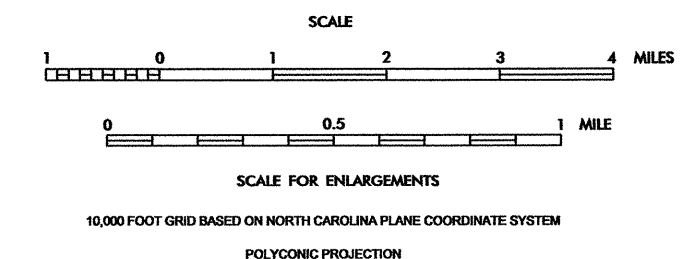 SCALE
1 0 1 2 3 4 MILES
0 0.5 1 MILE
SCALE FOR ENLARGEMENTS
10,000 FOOT GRID BASED ON NORTH CAROLINA PLANE COORDINATE SYSTEM
POLYCONIC PROJECTION